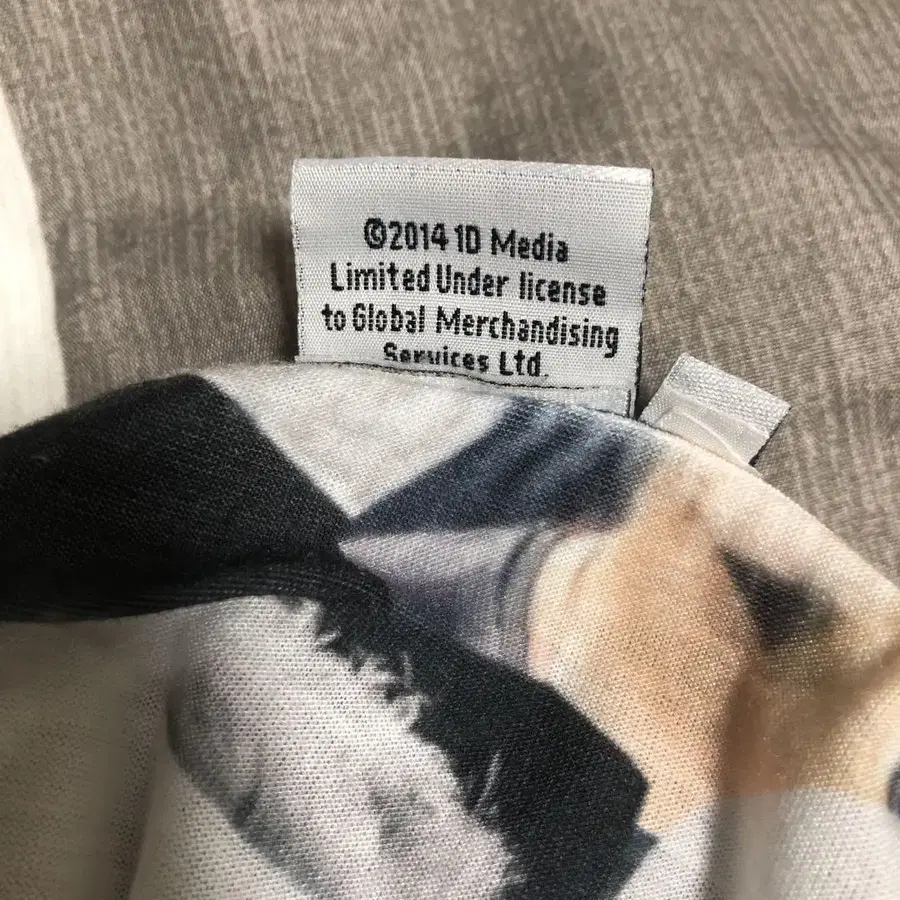 ©2014 1D Media
Limited Under license
to Global Merchandising
Services Ltd.